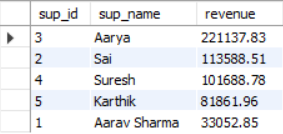 sup_id sup_name revenue
3 Aarya 221137.83
2 Sai 113588.51
4 Suresh 101688.78
5 Karthik 81861.96
1 Aarav Sharma 33052.85